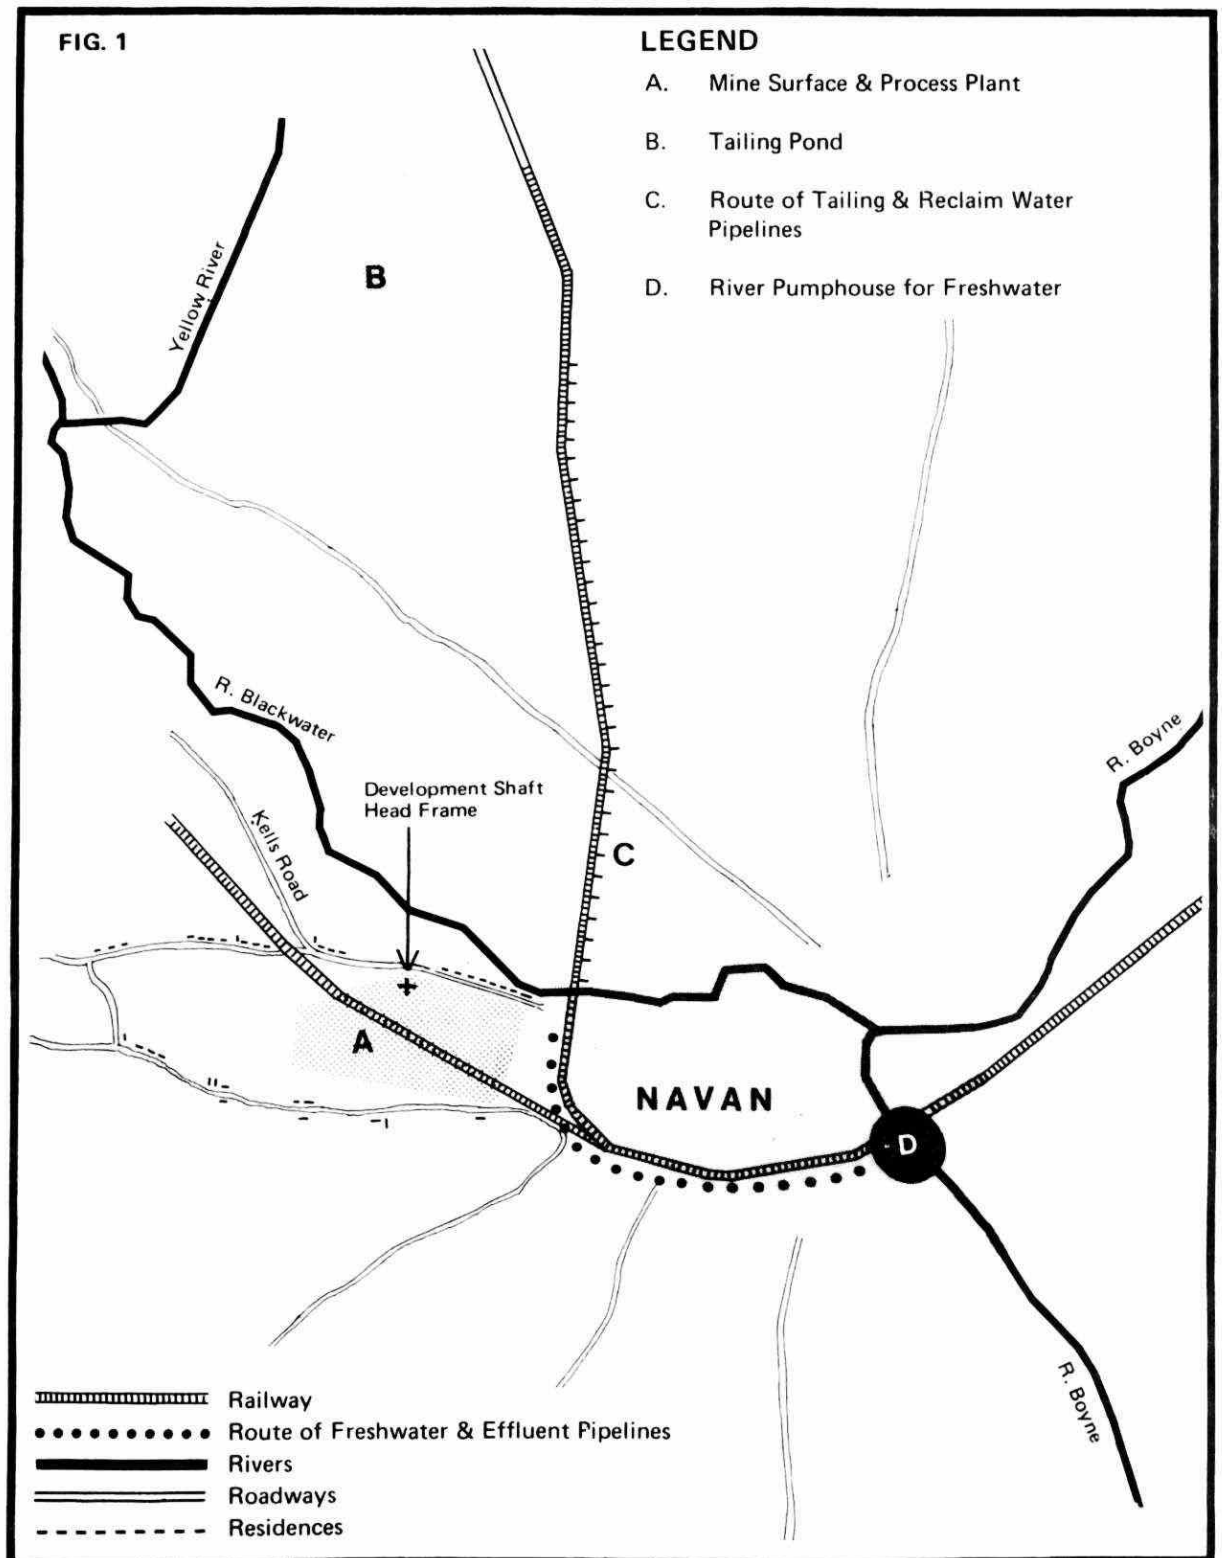 FIG. 1
LEGEND
A. Mine Surface & Process Plant
B. Tailing Pond
C. Route of Tailing & Reclaim Water
Pipelines
D. River Pumphouse for Freshwater
Yellow River
B
R. Blackwater
R. Boyne
Development Shaft
Head Frame
Kells Road
C
A
NAVAN
D
R. Boyne
Railway
Route of Freshwater & Effluent Pipelines
Rivers
Roadways
Residences